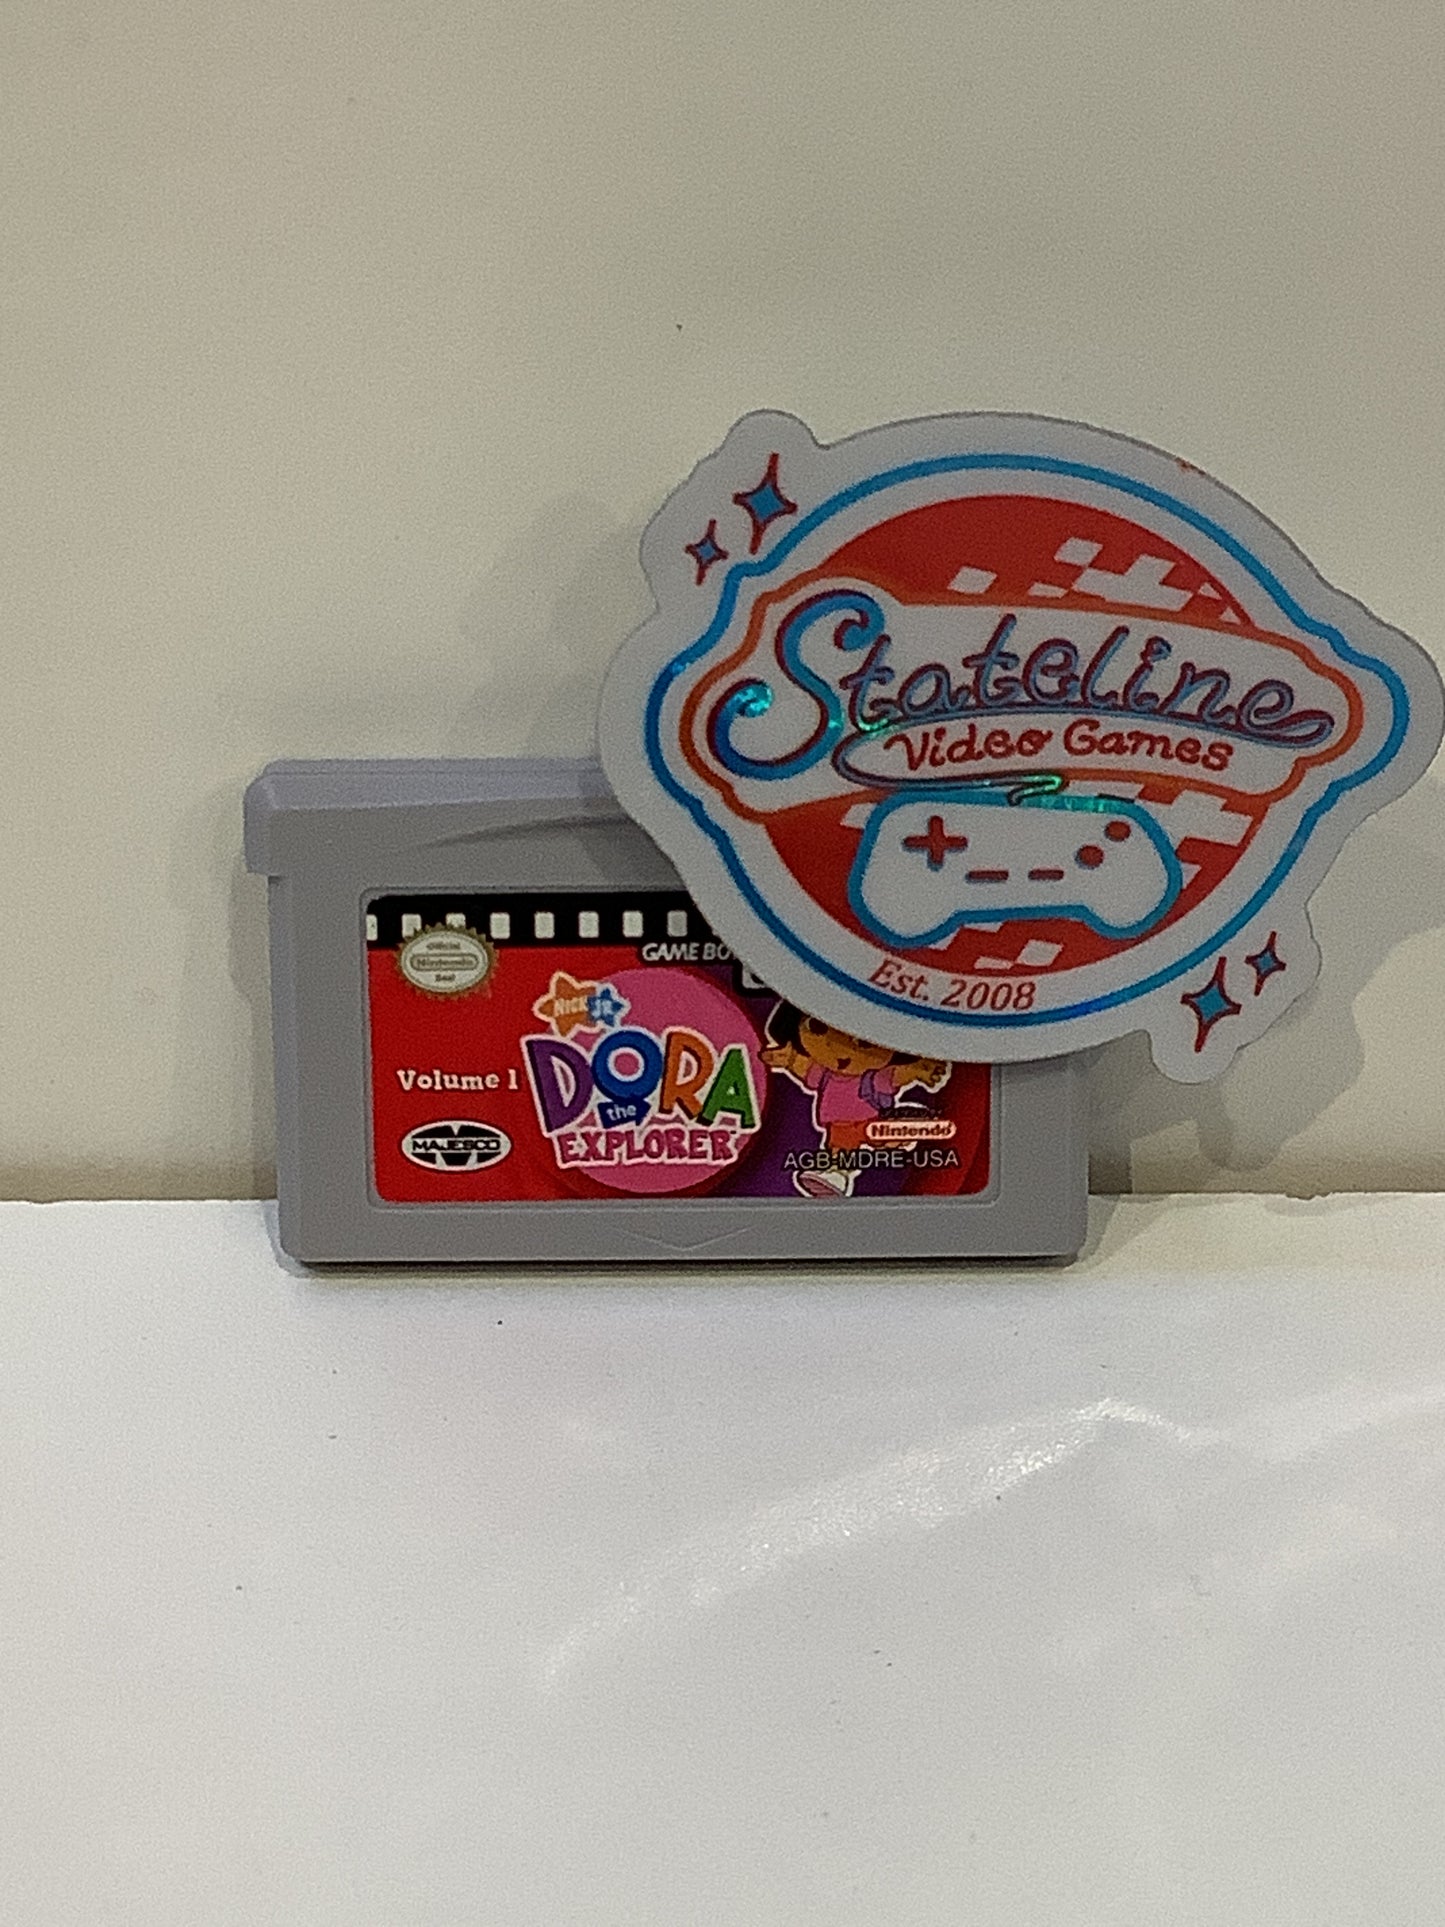 Stateline
Video Games
Est. 2008
Official
Nintendo
Seal
GAME BO
NICK JR
Volume 1
DORA
the
EXPLORER
MAJESCO
Nintendo
AGB-MDRE-USA